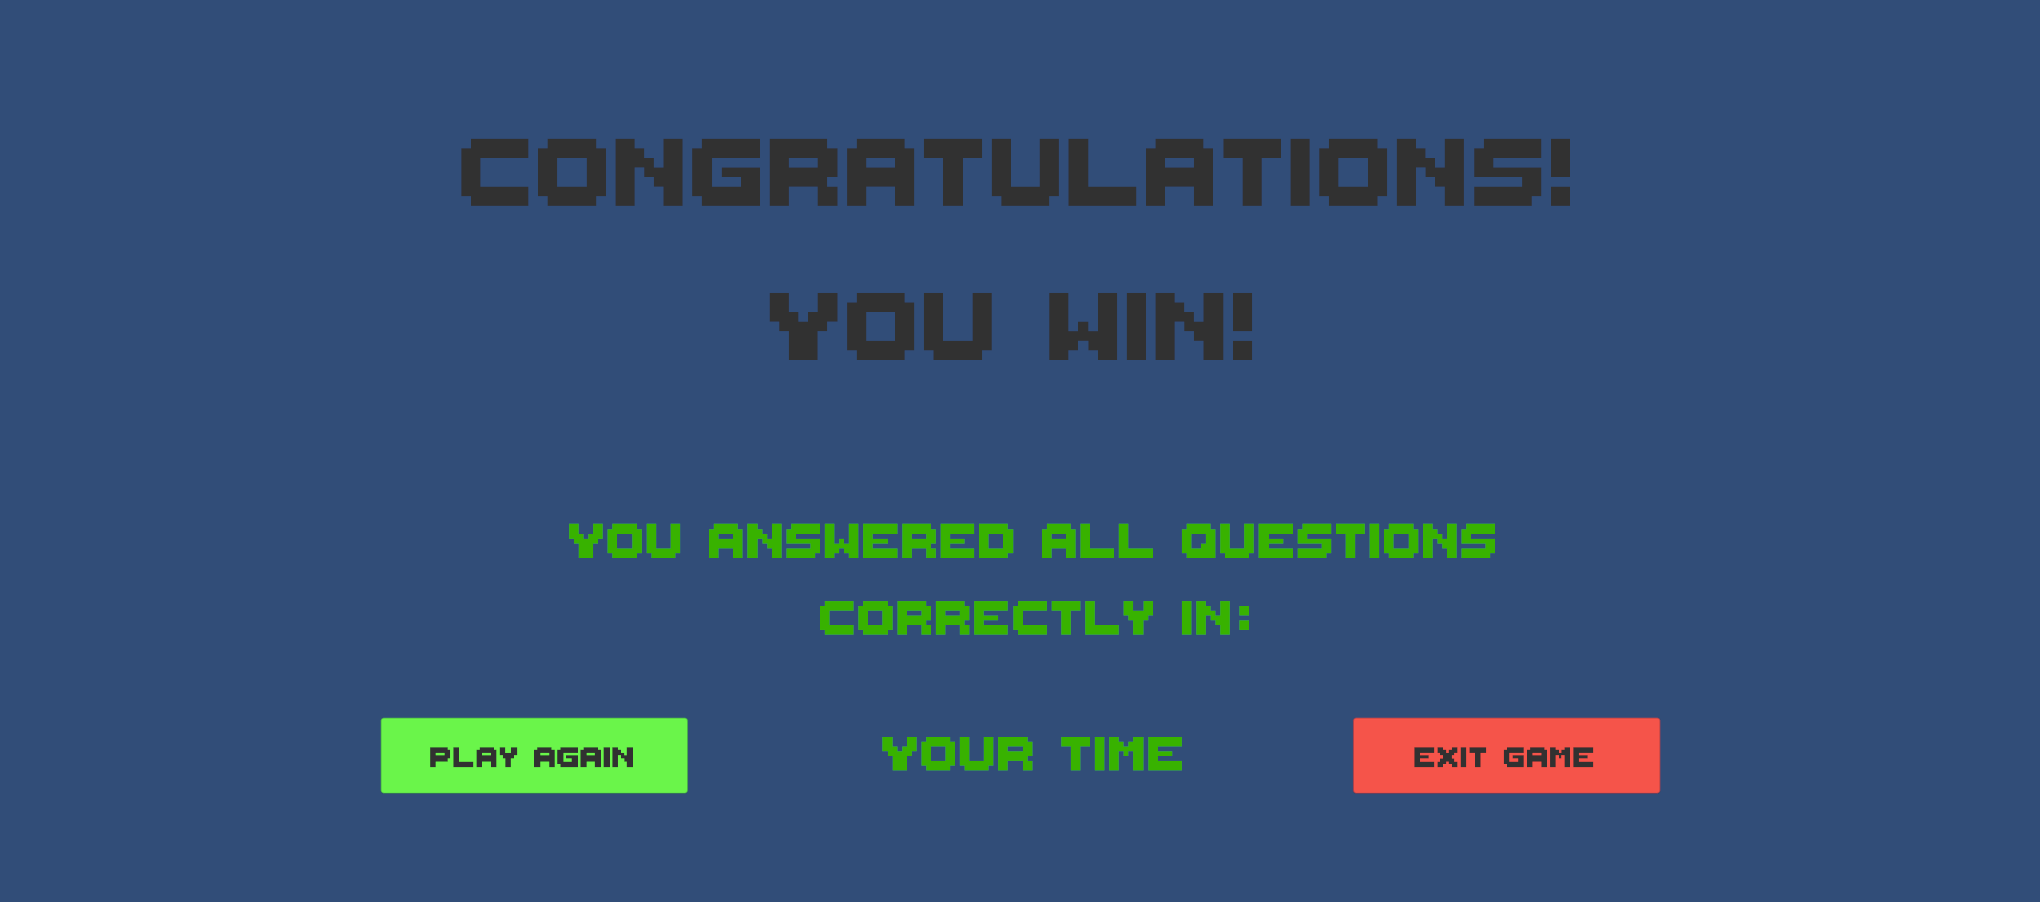 CONGRATULATIONS!
YOU WIN!
YOU ANSWERED ALL QUESTIONS
CORRECTLY IN:
PLAY AGAIN
YOUR TIME
EXIT GAME